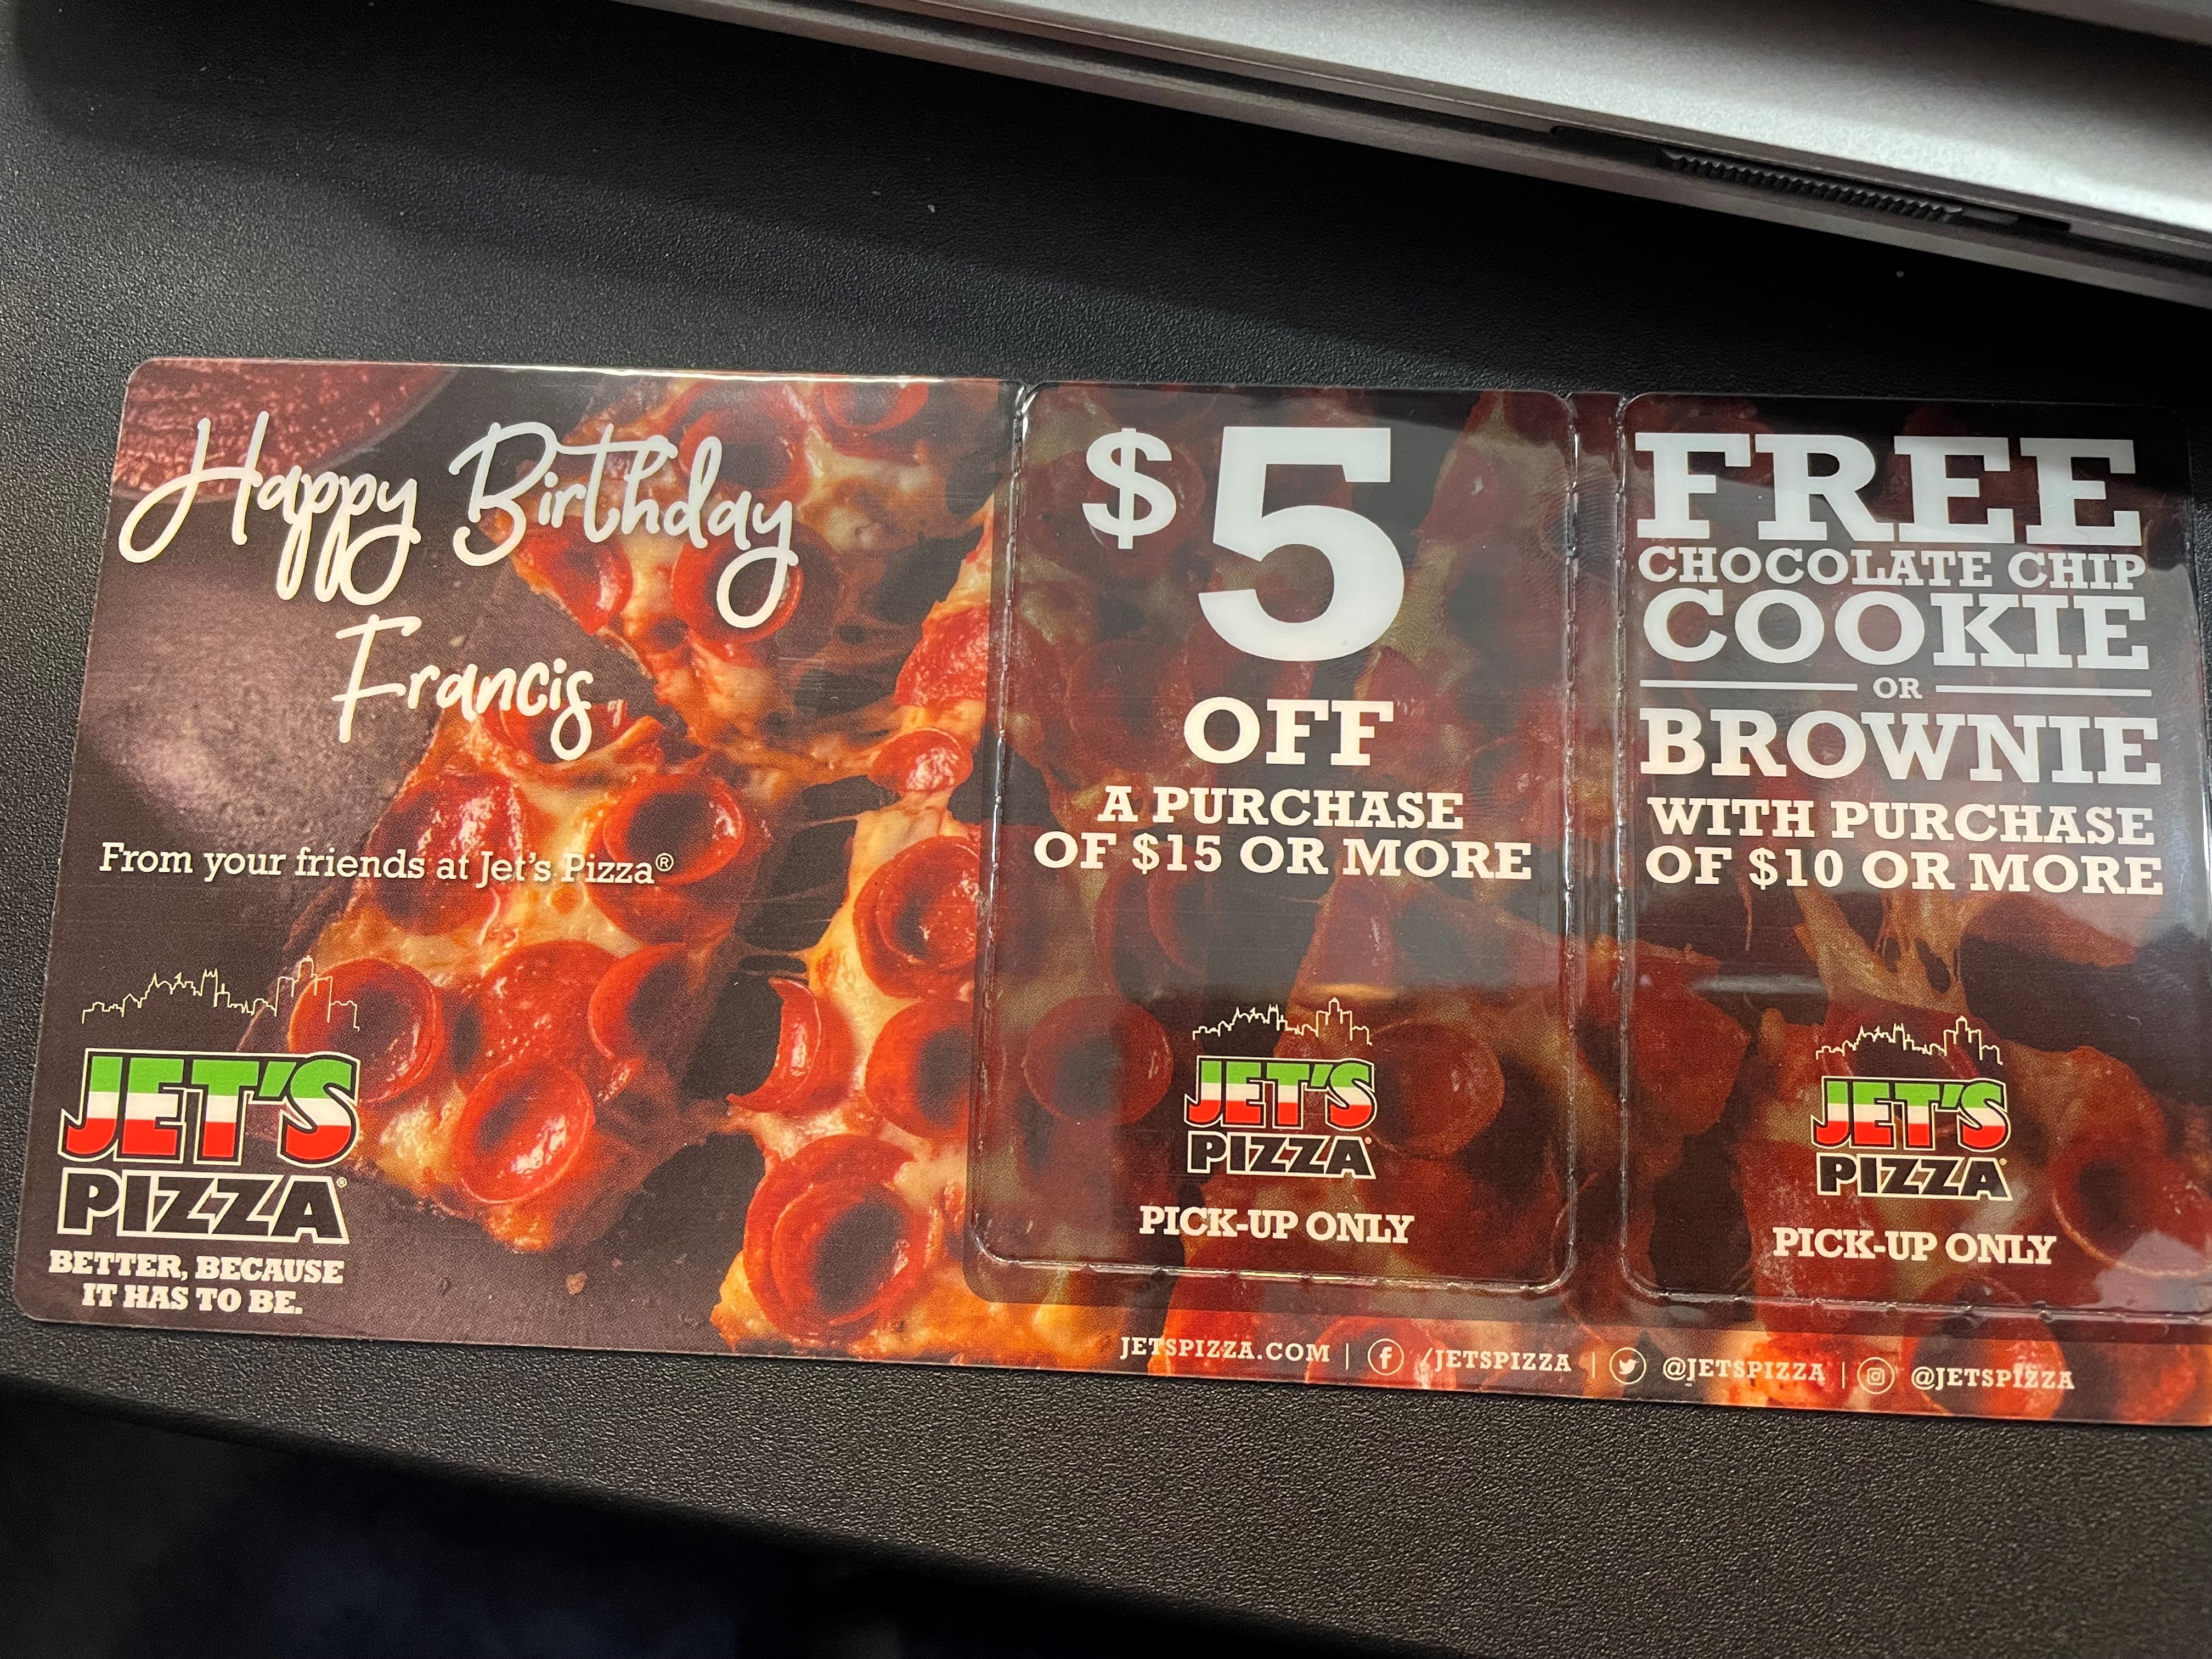 Happy Birthday
Francis
From your friends at Jet's Pizza®
JET'S
PIZZA®
BETTER, BECAUSE
IT HAS TO BE.
$5
OFF
A PURCHASE
OF $15 OR MORE
JET'S
PIZZA®
PICK-UP ONLY
FREE
CHOCOLATE CHIP
COOKIE
OR
BROWNIE
WITH PURCHASE
OF $10 OR MORE
JET'S
PIZZA®
PICK-UP ONLY
JETSPIZZA.COM | /JETSPIZZA | @JETSPIZZA | @JETSPIZZA